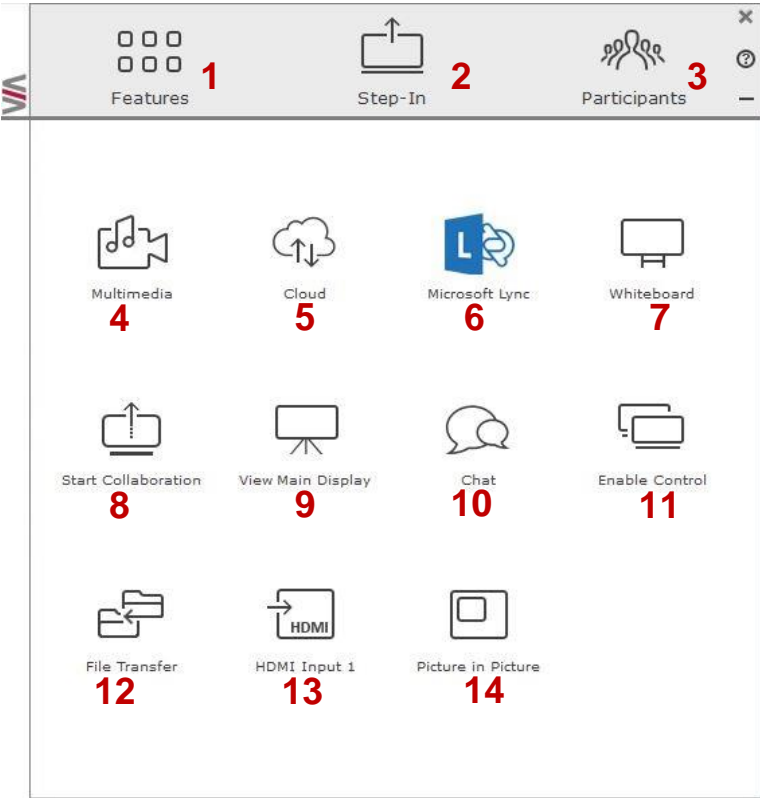 1 2 3
Features Step-In Participants
L
Multimedia Cloud Microsoft Lync Whiteboard
4 5 6 7
Start Collaboration View Main Display Chat Enable Control
8 9 10 11
HDMI
File Transfer HDMI Input 1 Picture in Picture
12 13 14